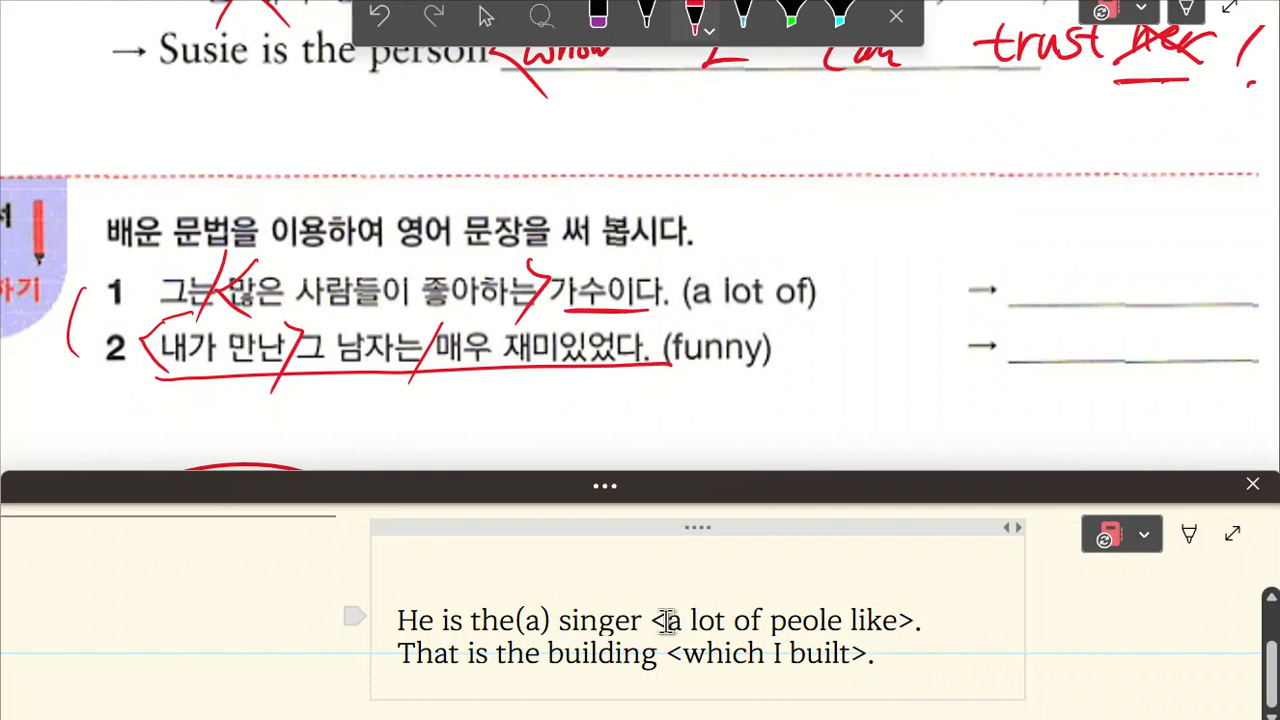 → Susie is the person trust her !
배운 문법을 이용하여 영어 문장을 써 봅시다.
하기
1 그는 많은 사람들이 좋아하는 가수이다. (a lot of) →
2 내가 만난 그 남자는 매우 재미있었다. (funny) →
He is the(a) singer <a lot of peole like>.
That is the building <which I built>.